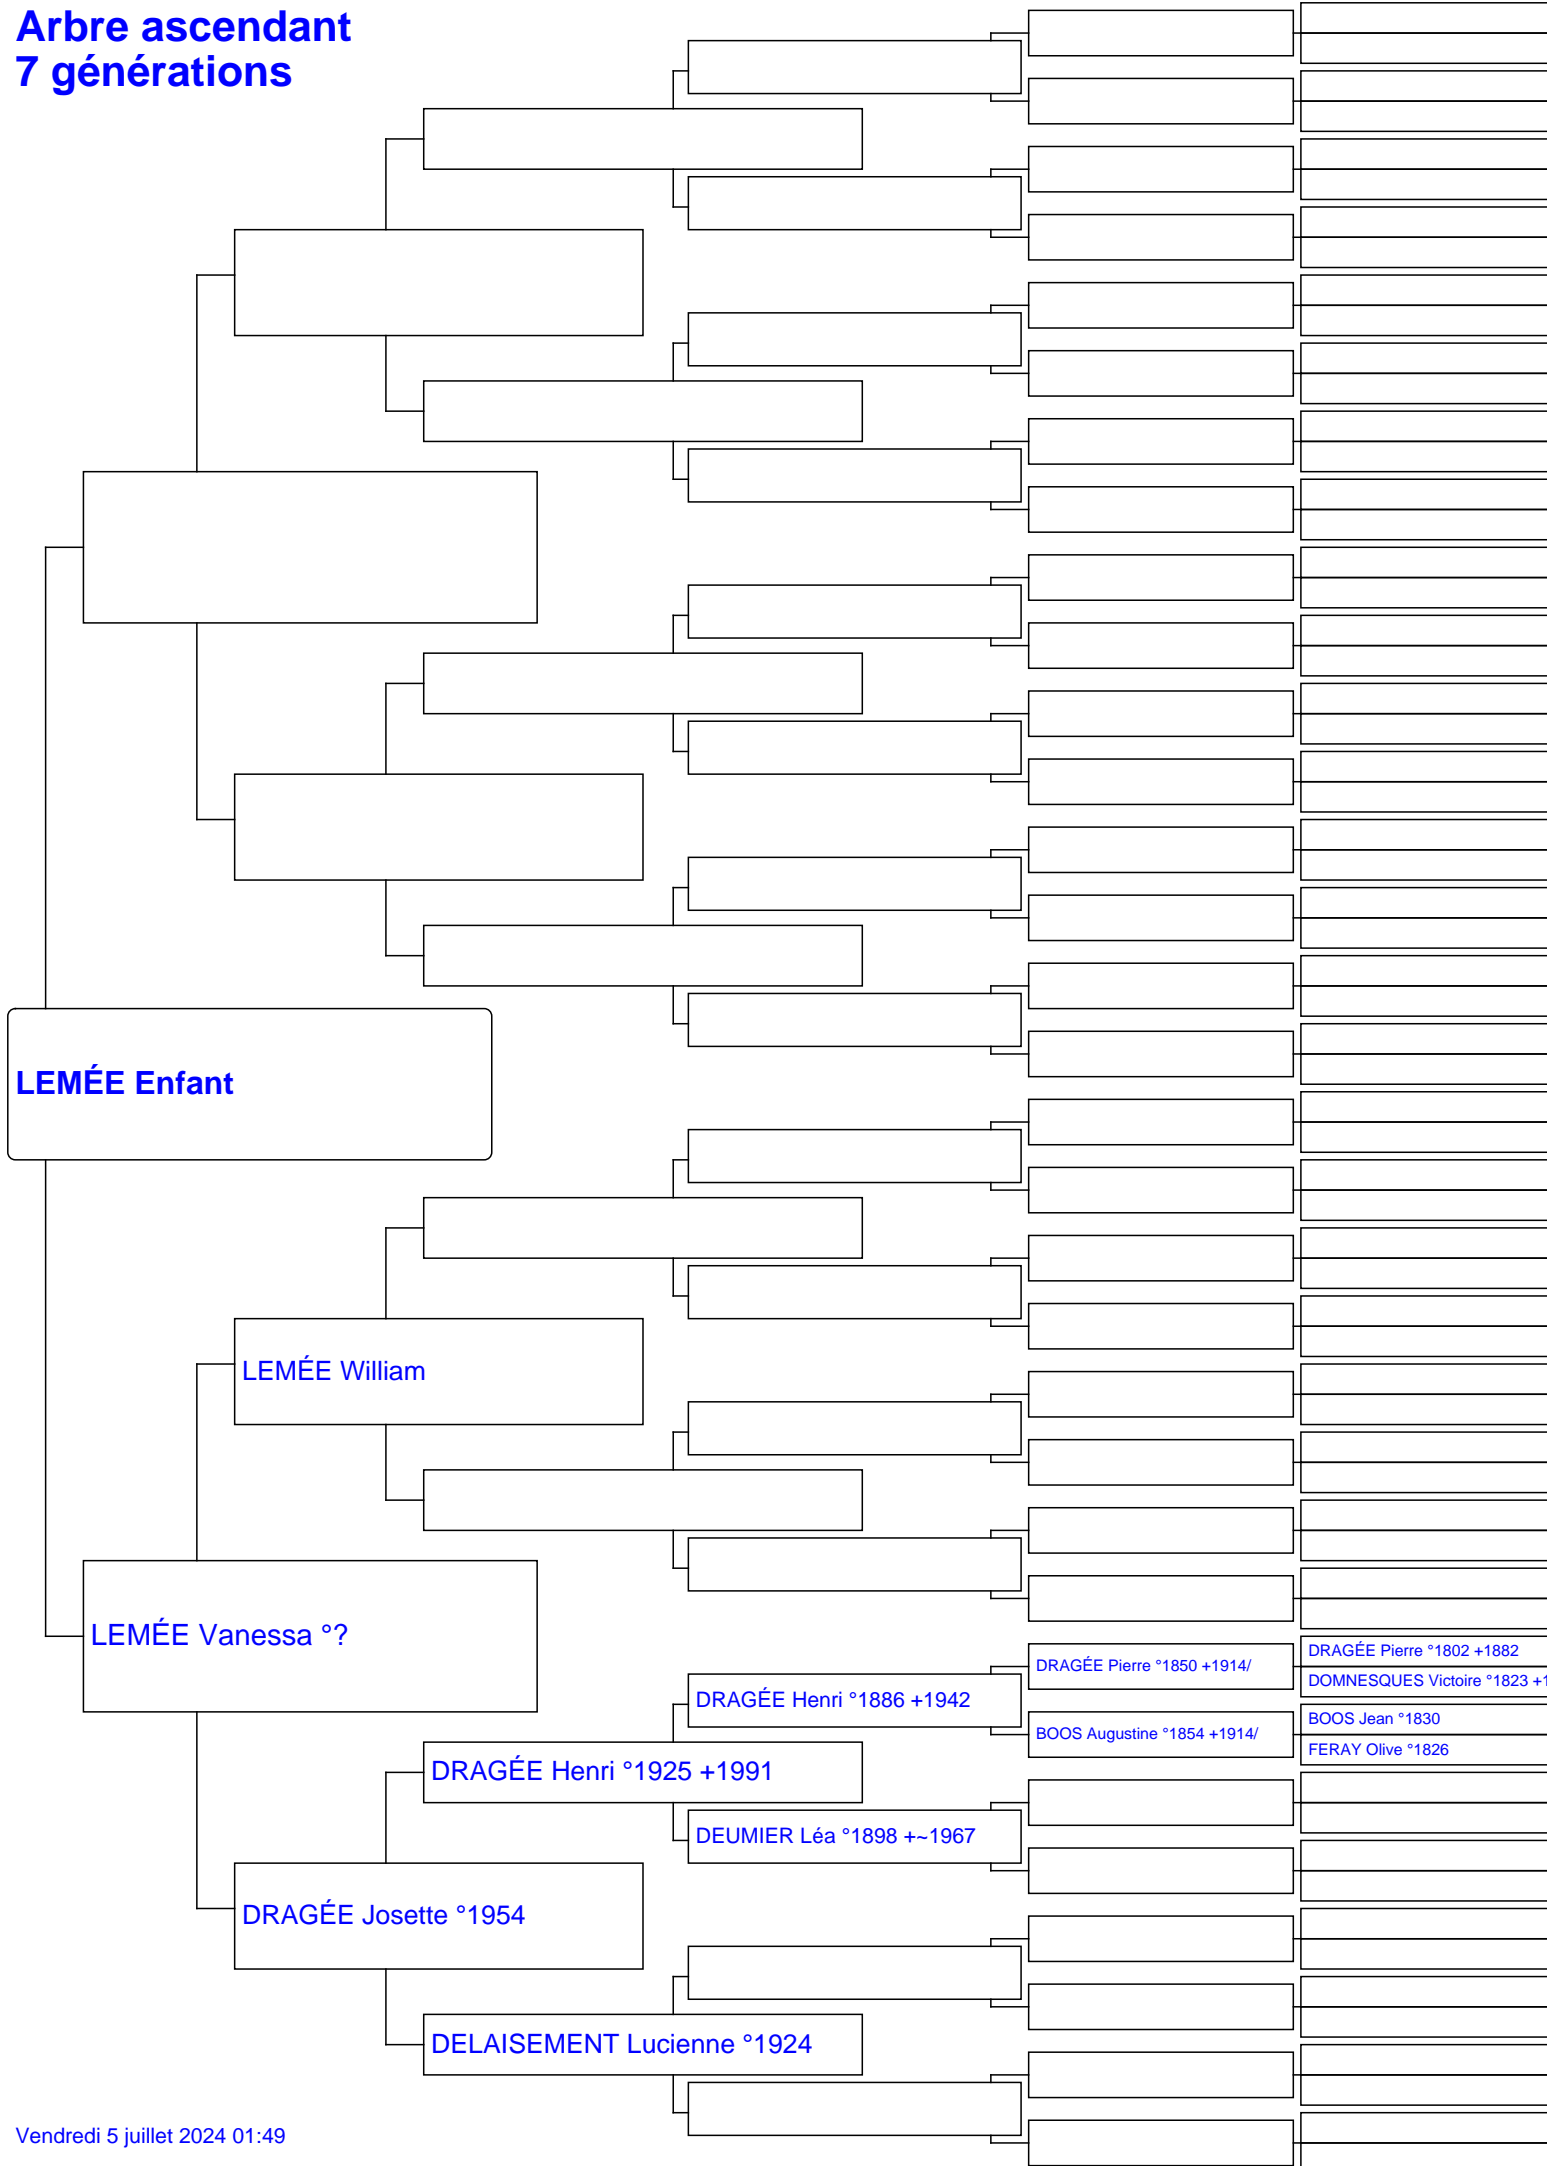 Arbre ascendant
7 générations
LEMÉE Enfant
LEMÉE William
LEMÉE Vanessa °?
DRAGÉE Pierre °1802 +1882
DRAGÉE Pierre °1850 +1914/
DOMNESQUES Victoire °1823 +1
DRAGÉE Henri °1886 +1942
BOOS Jean °1830
BOOS Augustine °1854 +1914/
FERAY Olive °1826
DRAGÉE Henri °1925 +1991
DEUMIER Léa °1898 +~1967
DRAGÉE Josette °1954
DELAISEMENT Lucienne °1924
Vendredi 5 juillet 2024 01:49